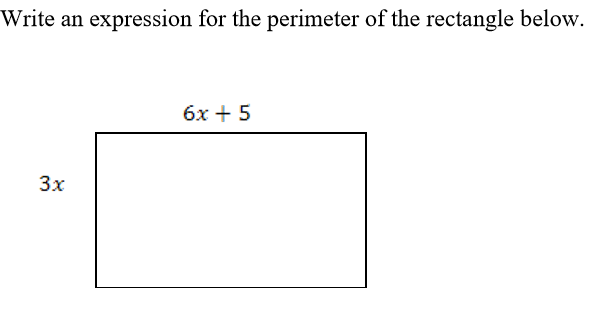 Write an expression for the perimeter of the rectangle below.
6x + 5
3x